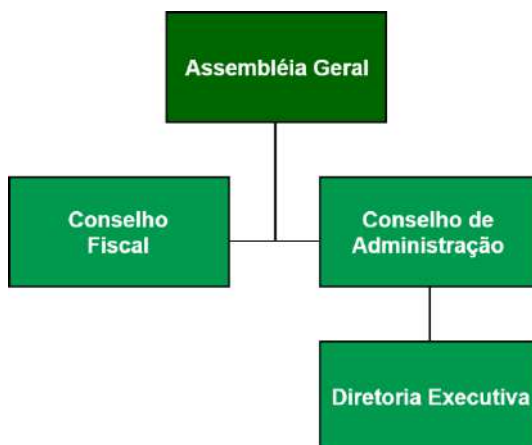 Assembléia Geral
Conselho
Fiscal
Conselho de
Administração
Diretoria Executiva